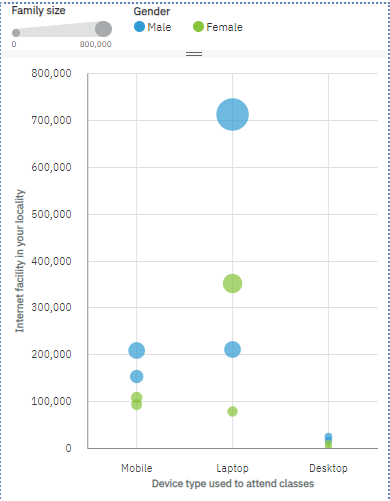 Family size
0 800,000
Gender
Male Female
Internet facility in your locality
800,000
700,000
600,000
500,000
400,000
300,000
200,000
100,000
0
Mobile Laptop Desktop
Device type used to attend classes